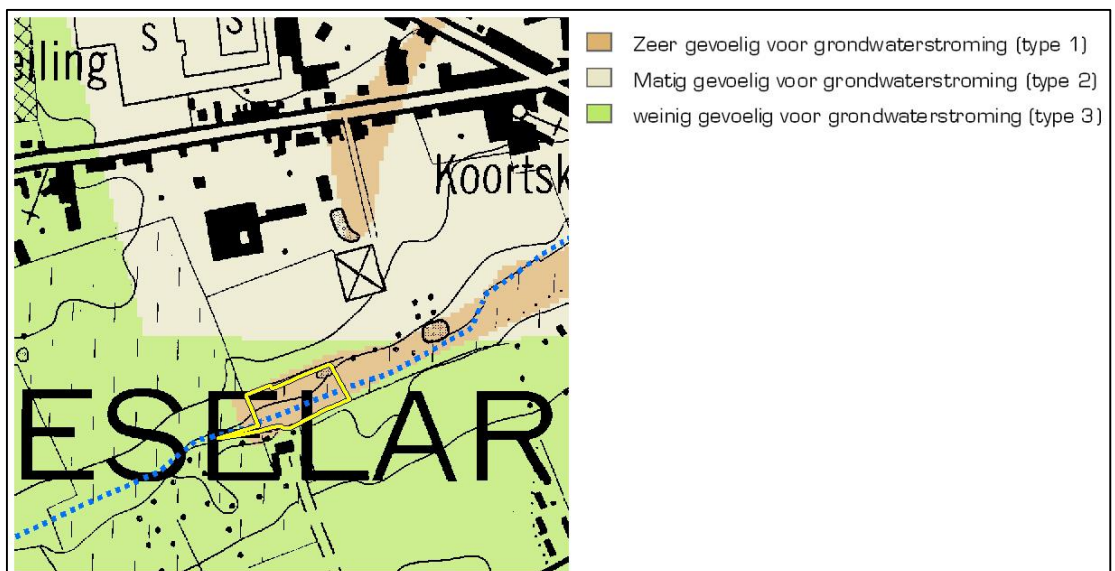 S S
eiling
Koortsk
ESELAR
Zeer gevoelig voor grondwaterstroming (type 1)
Matig gevoelig voor grondwaterstroming (type 2)
weinig gevoelig voor grondwaterstroming (type 3)